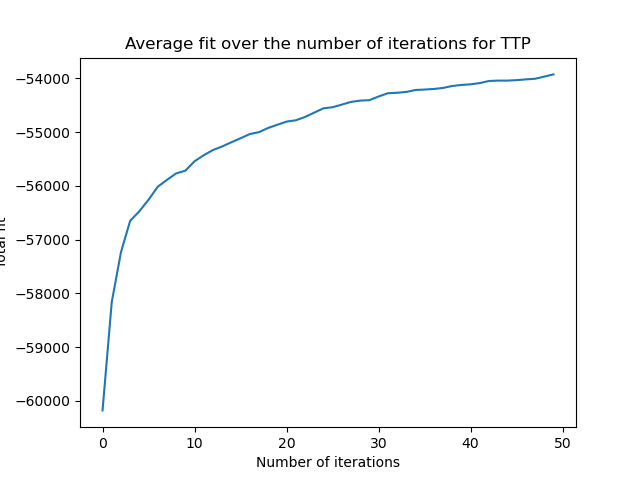 Average fit over the number of iterations for TTP
−54000
−55000
−56000
−57000
−58000
−59000
−60000
Total fit
0 10 20 30 40 50
Number of iterations